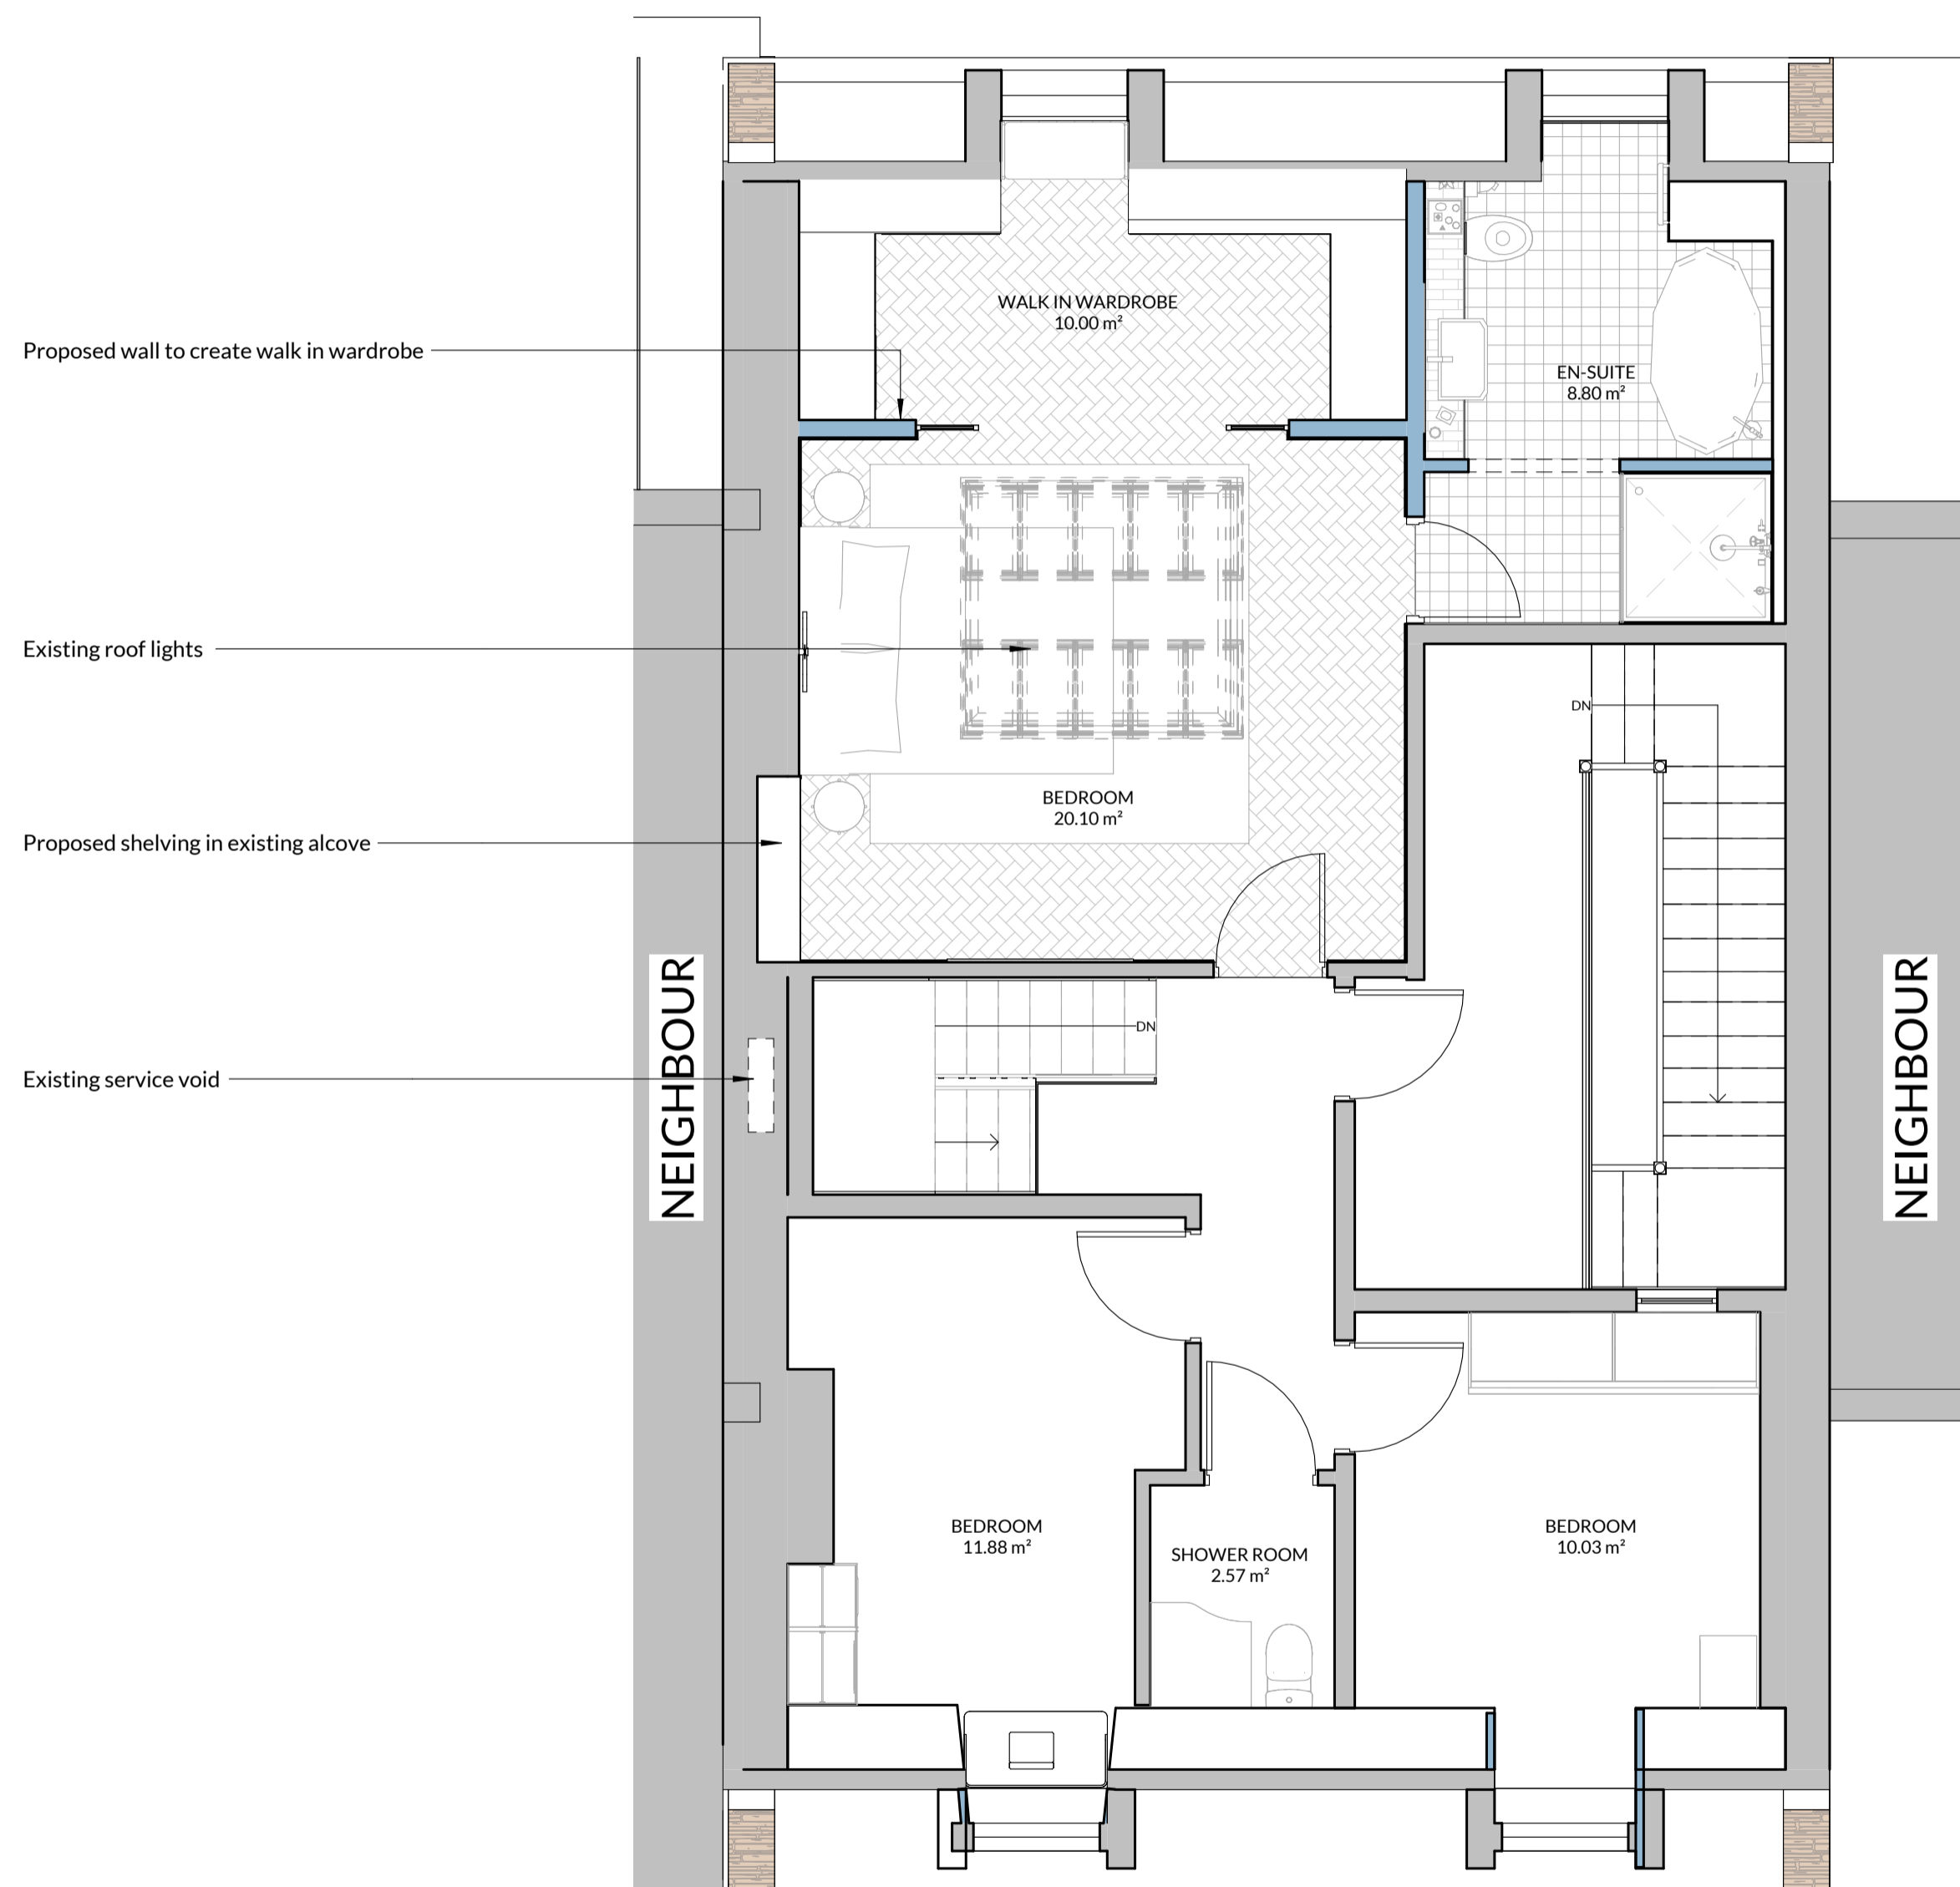 WALK IN WARDROBE
10.00 m²
Proposed wall to create walk in wardrobe
EN-SUITE
8.80 m²
Existing roof lights
DN
BEDROOM
20.10 m²
Proposed shelving in existing alcove
NEIGHBOUR
NEIGHBOUR
DN
Existing service void
BEDROOM
11.88 m²
SHOWER ROOM
2.57 m²
BEDROOM
10.03 m²